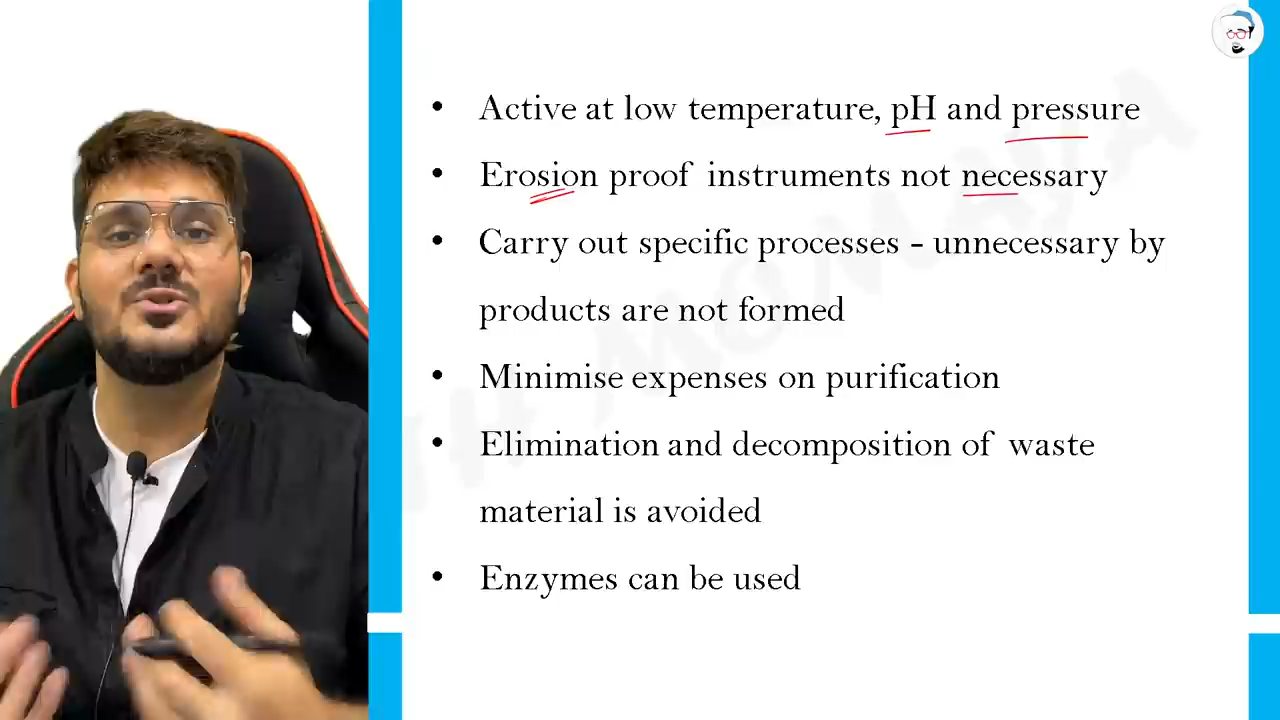 • Active at low temperature, pH and pressure
• Erosion proof instruments not necessary
• Carry out specific processes - unnecessary by
products are not formed
• Minimise expenses on purification
• Elimination and decomposition of waste
material is avoided
• Enzymes can be used